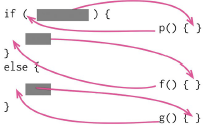 if (          ) {
p() { }
}
else {
f() { }
}
g() { }